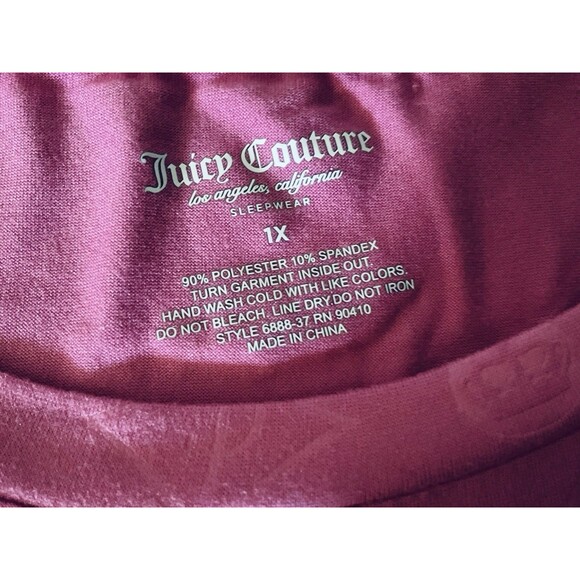 Juicy Couture
los angeles, california
SLEEPWEAR
1X
90% POLYESTER 10% SPANDEX
TURN GARMENT INSIDE OUT.
HAND WASH COLD WITH LIKE COLORS.
DO NOT BLEACH. LINE DRY DO NOT IRON
STYLE 6888-37 RN 90410
MADE IN CHINA